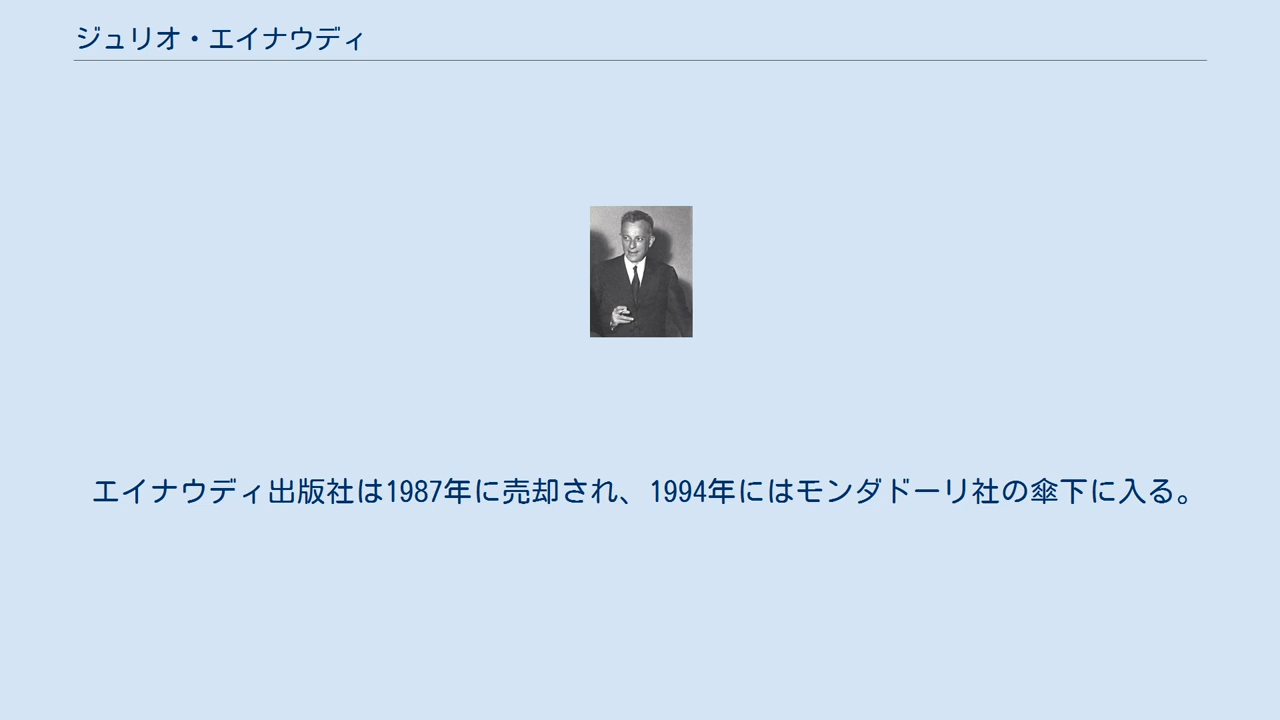 ジュリオ・エイナウディ
エイナウディ出版社は1987年に売却され、1994年にはモンダドーリ社の傘下に入る。